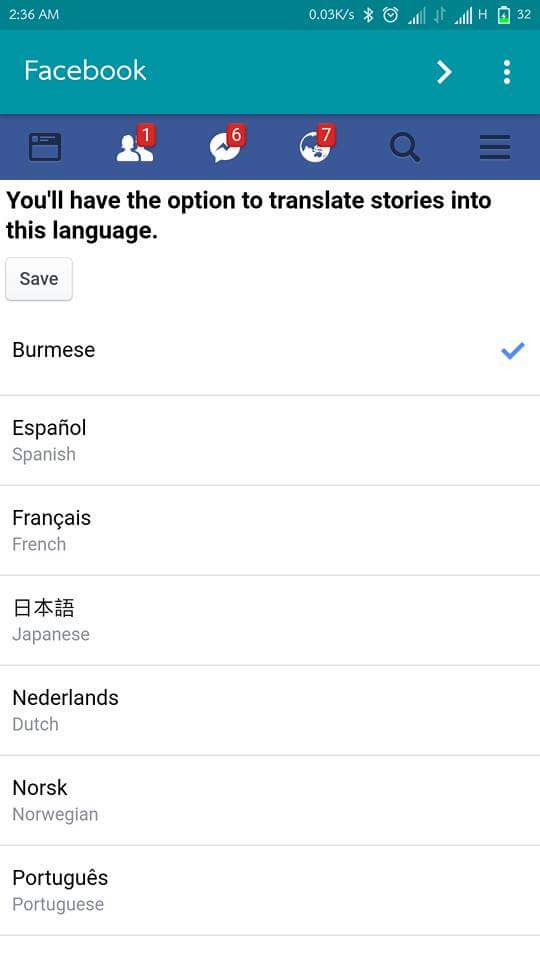 2:36 AM 0.03K/s H 32
Facebook
1 6 7
You'll have the option to translate stories into
this language.
Save
Burmese
Español
Spanish
Français
French
日本語
Japanese
Nederlands
Dutch
Norsk
Norwegian
Português
Portuguese